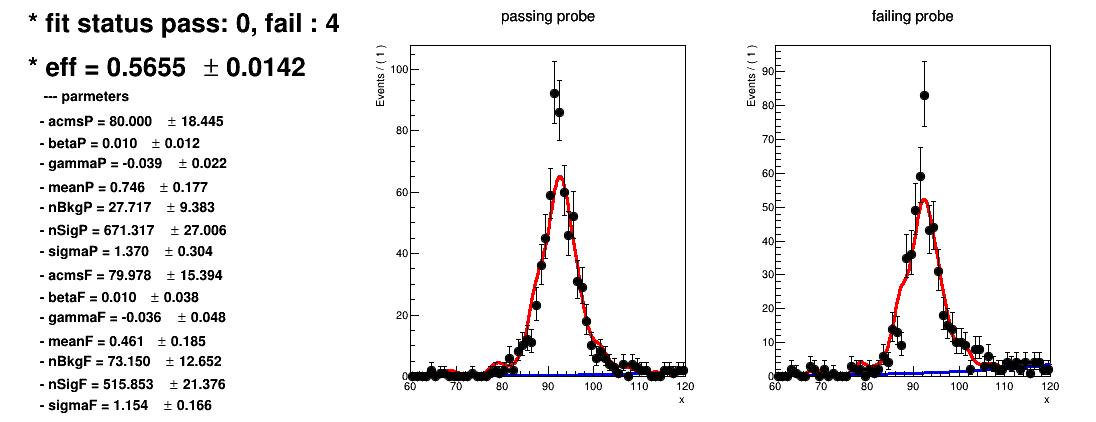 * fit status pass: 0, fail : 4
* eff = 0.5655 ± 0.0142
--- parmeters
- acmsP = 80.000 ± 18.445
- betaP = 0.010 ± 0.012
- gammaP = -0.039 ± 0.022
- meanP = 0.746 ± 0.177
- nBkgP = 27.717 ± 9.383
- nSigP = 671.317 ± 27.006
- sigmaP = 1.370 ± 0.304
- acmsF = 79.978 ± 15.394
- betaF = 0.010 ± 0.038
- gammaF = -0.036 ± 0.048
- meanF = 0.461 ± 0.185
- nBkgF = 73.150 ± 12.652
- nSigF = 515.853 ± 21.376
- sigmaF = 1.154 ± 0.166
passing probe
Events / ( 1 )
100
80
60
40
20
0
60 70 80 90 100 110 120
x
failing probe
Events / ( 1 )
90
80
70
60
50
40
30
20
10
0
60 70 80 90 100 110 120
x